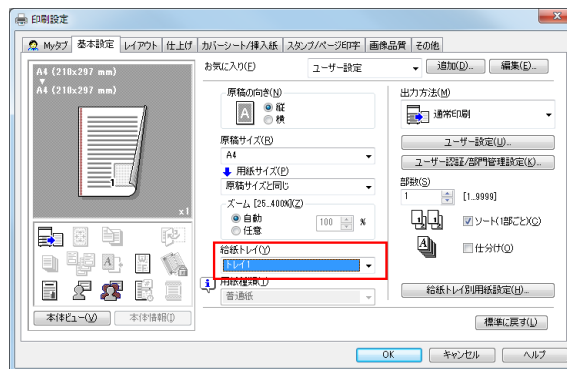 印刷設定
Myタブ 基本設定 レイアウト 仕上げ カバーシート/挿入紙 スタンプ/ページ印字 画像品質 その他
A4 (210x297 mm)
A4 (210x297 mm)
1
x1
本体ビュー(V) 本体情報(I)
お気に入り(F) ユーザー設定 追加(D)... 編集(E)...
原稿の向き(N)
A
縦
横
原稿サイズ(R)
A4
用紙サイズ(P)
原稿サイズと同じ
ズーム [25..400%](Z)
自動
任意
100 %
給紙トレイ(Y)
トレイ1
用紙種類(T)
普通紙
出力方法(M)
通常印刷
ユーザー設定(U)...
ユーザー認証/部門管理設定(K)...
部数(S)
1 [1..9999]
ソート(1部ごと)(C)
仕分け(O)
給紙トレイ別用紙設定(H)...
標準に戻す(L)
OK キャンセル ヘルプ